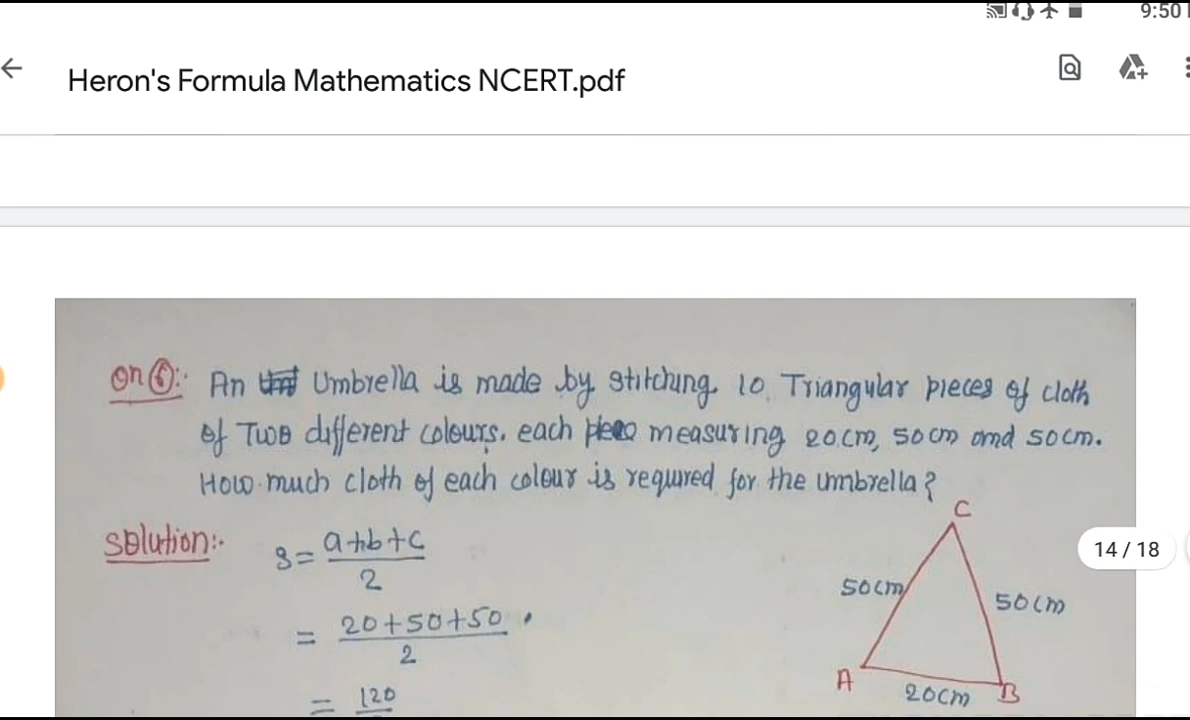 9:50
Heron's Formula Mathematics NCERT.pdf
Qn 6:. An Umbrella is made by stitching 10 Triangular pieces of cloth
of Two different colours. each measuring 20cm, 50cm and 50cm.
How much cloth of each colour is required for the umbrella?
C
Solution:. S= a+b+c
2
14 / 18
50cm
50cm
= 20+50+50
2
A
20cm
B
= 120